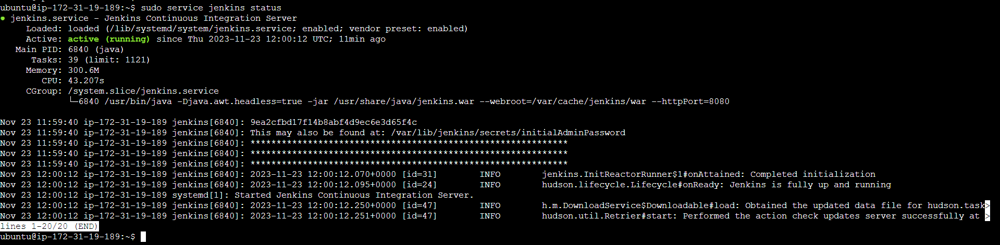 ubuntu@ip-172-31-19-189:~$ sudo service jenkins status
● jenkins.service - Jenkins Continuous Integration Server
     Loaded: loaded (/lib/systemd/system/jenkins.service; enabled; vendor preset: enabled)
     Active: active (running) since Thu 2023-11-23 12:00:12 UTC; 11min ago
   Main PID: 6840 (java)
      Tasks: 39 (limit: 1121)
     Memory: 300.6M
        CPU: 43.207s
     CGroup: /system.slice/jenkins.service
             └─6840 /usr/bin/java -Djava.awt.headless=true -jar /usr/share/java/jenkins.war --webroot=/var/cache/jenkins/war --httpPort=8080

Nov 23 11:59:40 ip-172-31-19-189 jenkins[6840]: 9ea2cfbd17f14b8abf4d9ec6e3d65f4c
Nov 23 11:59:40 ip-172-31-19-189 jenkins[6840]: This may also be found at: /var/lib/jenkins/secrets/initialAdminPassword
Nov 23 11:59:40 ip-172-31-19-189 jenkins[6840]: *************************************************************
Nov 23 11:59:40 ip-172-31-19-189 jenkins[6840]: *************************************************************
Nov 23 11:59:40 ip-172-31-19-189 jenkins[6840]: *************************************************************
Nov 23 12:00:12 ip-172-31-19-189 jenkins[6840]: 2023-11-23 12:00:12.070+0000 [id=31]        INFO        jenkins.InitReactorRunner$1#onAttained: Completed initialization
Nov 23 12:00:12 ip-172-31-19-189 jenkins[6840]: 2023-11-23 12:00:12.095+0000 [id=24]        INFO        hudson.lifecycle.Lifecycle#onReady: Jenkins is fully up and running
Nov 23 12:00:12 ip-172-31-19-189 systemd[1]: Started Jenkins Continuous Integration Server.
Nov 23 12:00:12 ip-172-31-19-189 jenkins[6840]: 2023-11-23 12:00:12.250+0000 [id=47]        INFO        h.m.DownloadService$Downloadable#load: Obtained the updated data file for hudson.task>
Nov 23 12:00:12 ip-172-31-19-189 jenkins[6840]: 2023-11-23 12:00:12.251+0000 [id=47]        INFO        hudson.util.Retrier#start: Performed the action check updates server successfully at >
lines 1-20/20 (END)
ubuntu@ip-172-31-19-189:~$